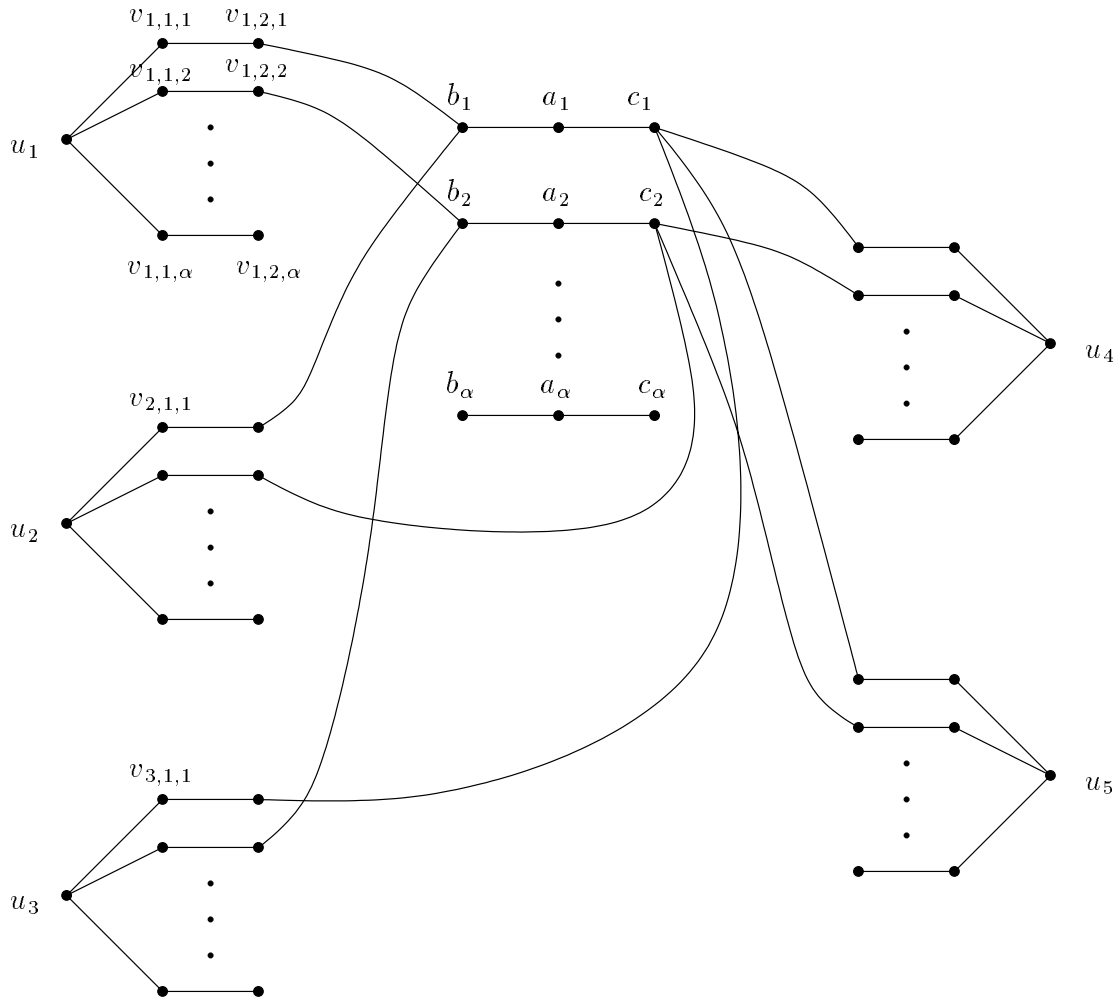 v1,1,1 v1,2,1
v1,1,2 v1,2,2
b1 a1 c1
u1
b2 a2 c2
v1,1,α v1,2,α
u4
bα aα cα
v2,1,1
u2
v3,1,1
u5
u3